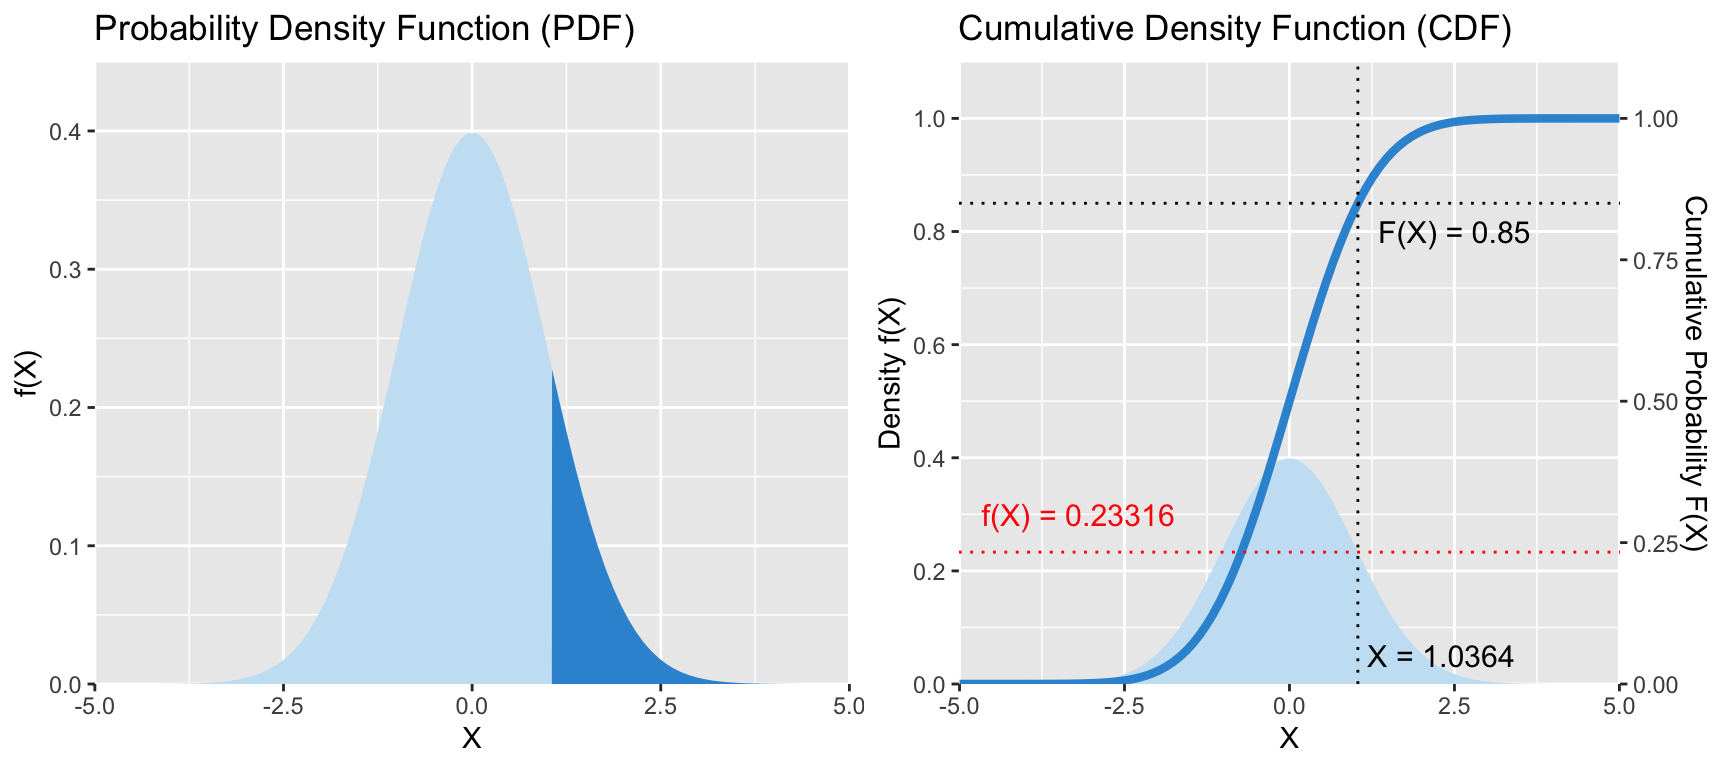 Probability Density Function (PDF)
f(X)
0.4
0.3
0.2
0.1
0.0
-5.0 -2.5 0.0 2.5 5.0
X
Cumulative Density Function (CDF)
Density f(X)
1.0
0.8
0.6
0.4
0.2
0.0
F(X) = 0.85
f(X) = 0.23316
X = 1.0364
-5.0 -2.5 0.0 2.5 5.0
X
1.00
0.75
0.50
0.25
0.00
Cumulative Probability F(X)